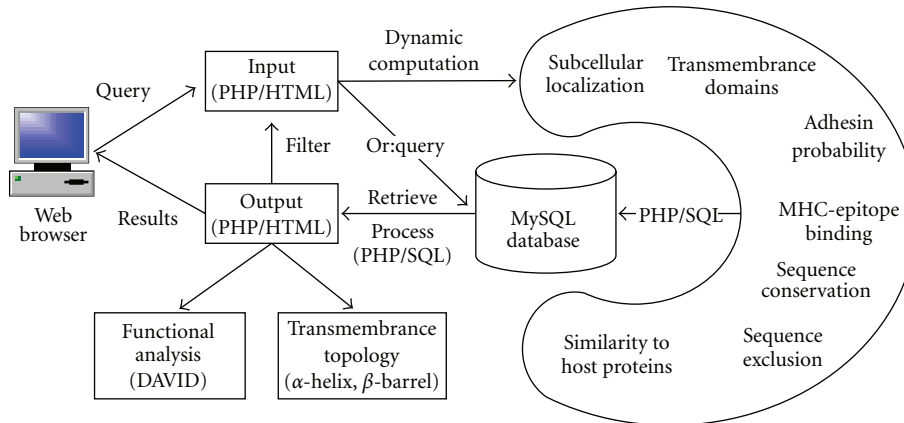 Dynamic
computation
Input
(PHP/HTML)
Subcellular
localization
Transmembrance
domains
Query
Adhesin
probability
Filter
Or:query
Web
browser
Results
Output
(PHP/HTML)
Retrieve
Process
(PHP/SQL)
MySQL
database
PHP/SQL
MHC-epitope
binding
Sequence
conservation
Functional
analysis
(DAVID)
Transmembrance
topology
(α-helix, β-barrel)
Similarity to
host proteins
Sequence
exclusion